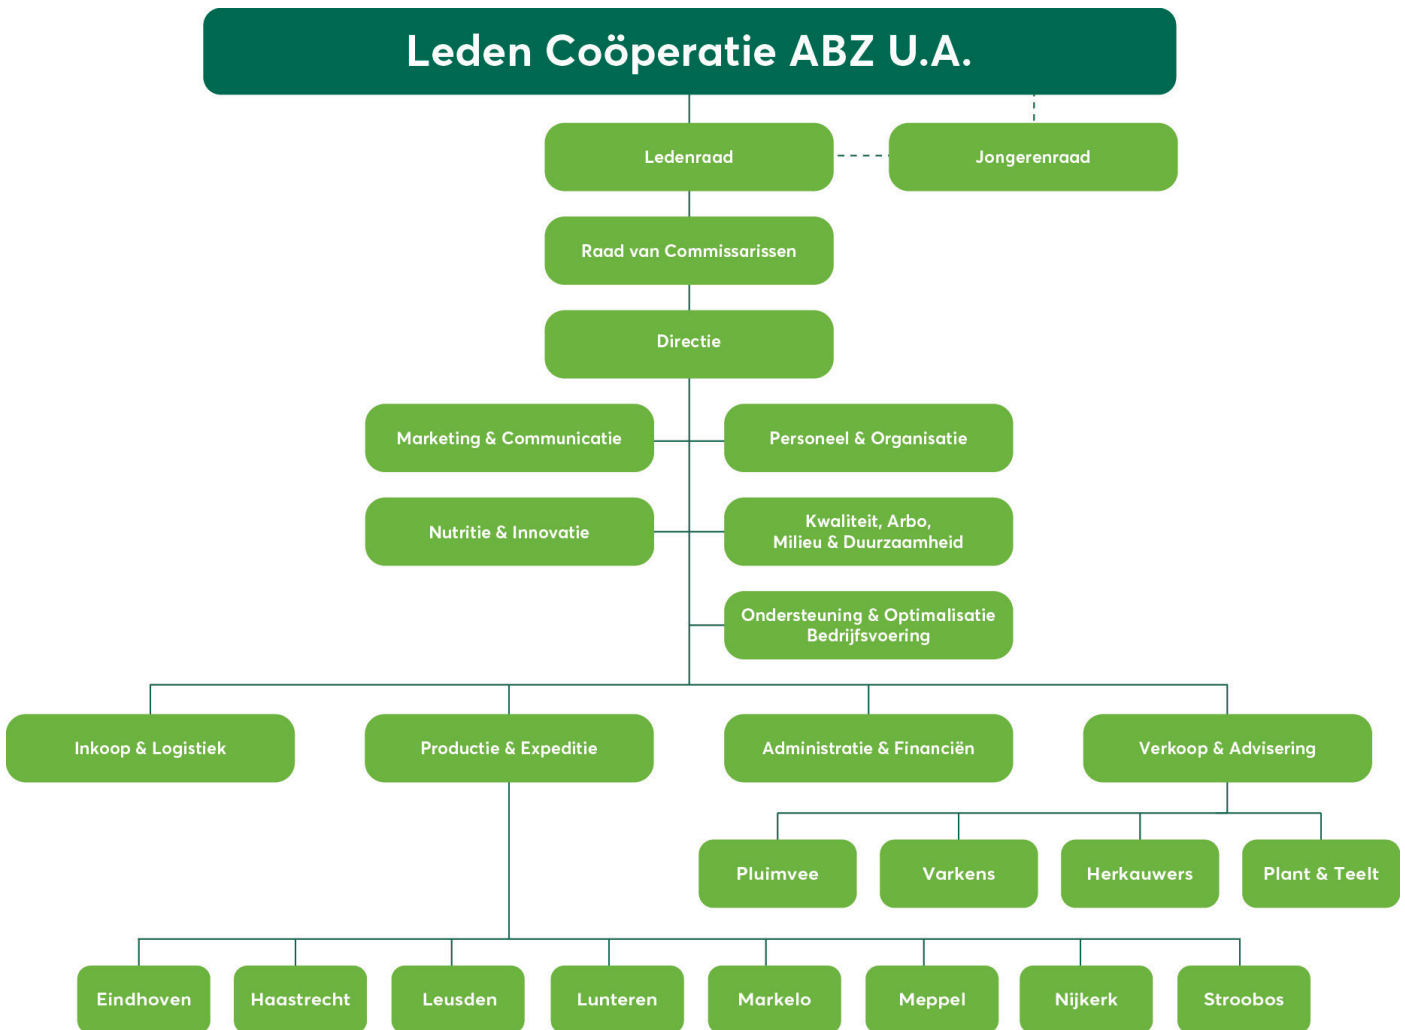 Leden Coöperatie ABZ U.A.
Ledenraad
Jongerenraad
Raad van Commissarissen
Directie
Marketing & Communicatie
Personeel & Organisatie
Nutritie & Innovatie
Kwaliteit, Arbo,
Milieu & Duurzaamheid
Ondersteuning & Optimalisatie
Bedrijfsvoering
Inkoop & Logistiek
Productie & Expeditie
Administratie & Financiën
Verkoop & Advisering
Pluimvee
Varkens
Herkauwers
Plant & Teelt
Eindhoven
Haastrecht
Leusden
Lunteren
Markelo
Meppel
Nijkerk
Stroobos